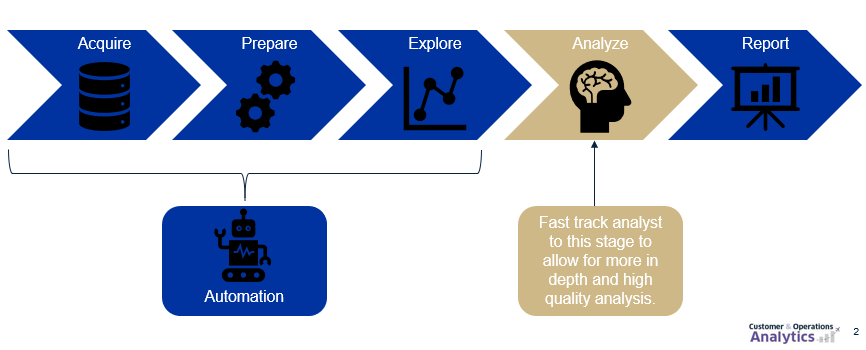 Acquire
Prepare
Explore
Analyze
Report
Automation
Fast track analyst
to this stage to
allow for more in
depth and high
quality analysis.
Customer & Operations
Analytics
2